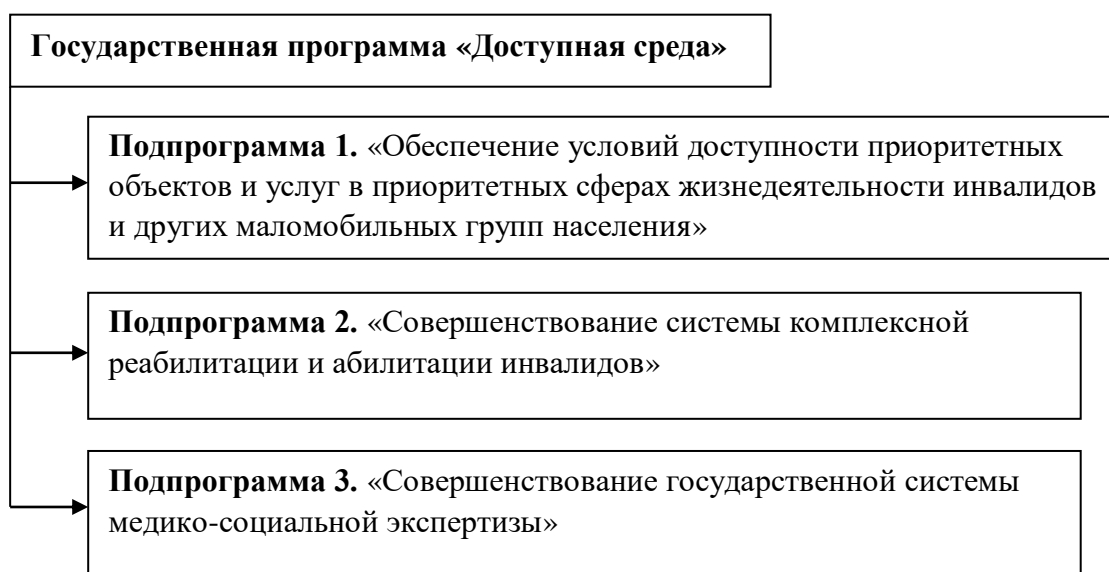 Государственная программа «Доступная среда»
Подпрограмма 1. «Обеспечение условий доступности приоритетных
объектов и услуг в приоритетных сферах жизнедеятельности инвалидов
и других маломобильных групп населения»
Подпрограмма 2. «Совершенствование системы комплексной
реабилитации и абилитации инвалидов»
Подпрограмма 3. «Совершенствование государственной системы
медико-социальной экспертизы»